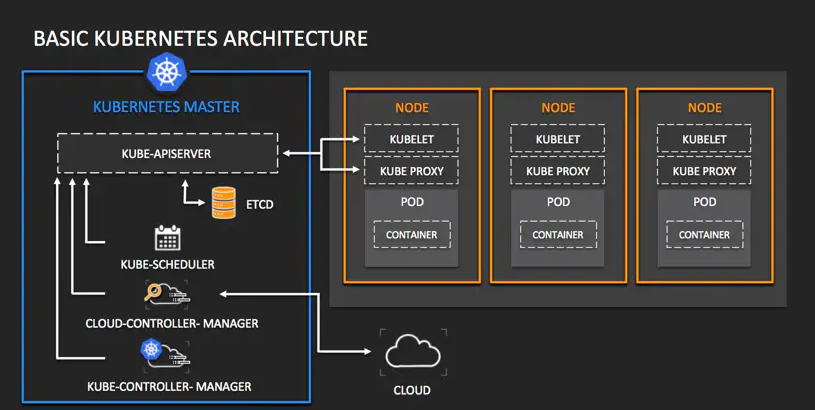 BASIC KUBERNETES ARCHITECTURE
KUBERNETES MASTER
KUBE-APISERVER
ETCD
KUBE-SCHEDULER
CLOUD-CONTROLLER- MANAGER
KUBE-CONTROLLER- MANAGER
NODE
KUBELET
KUBE PROXY
POD
CONTAINER
NODE
KUBELET
KUBE PROXY
POD
CONTAINER
NODE
KUBELET
KUBE PROXY
POD
CONTAINER
CLOUD